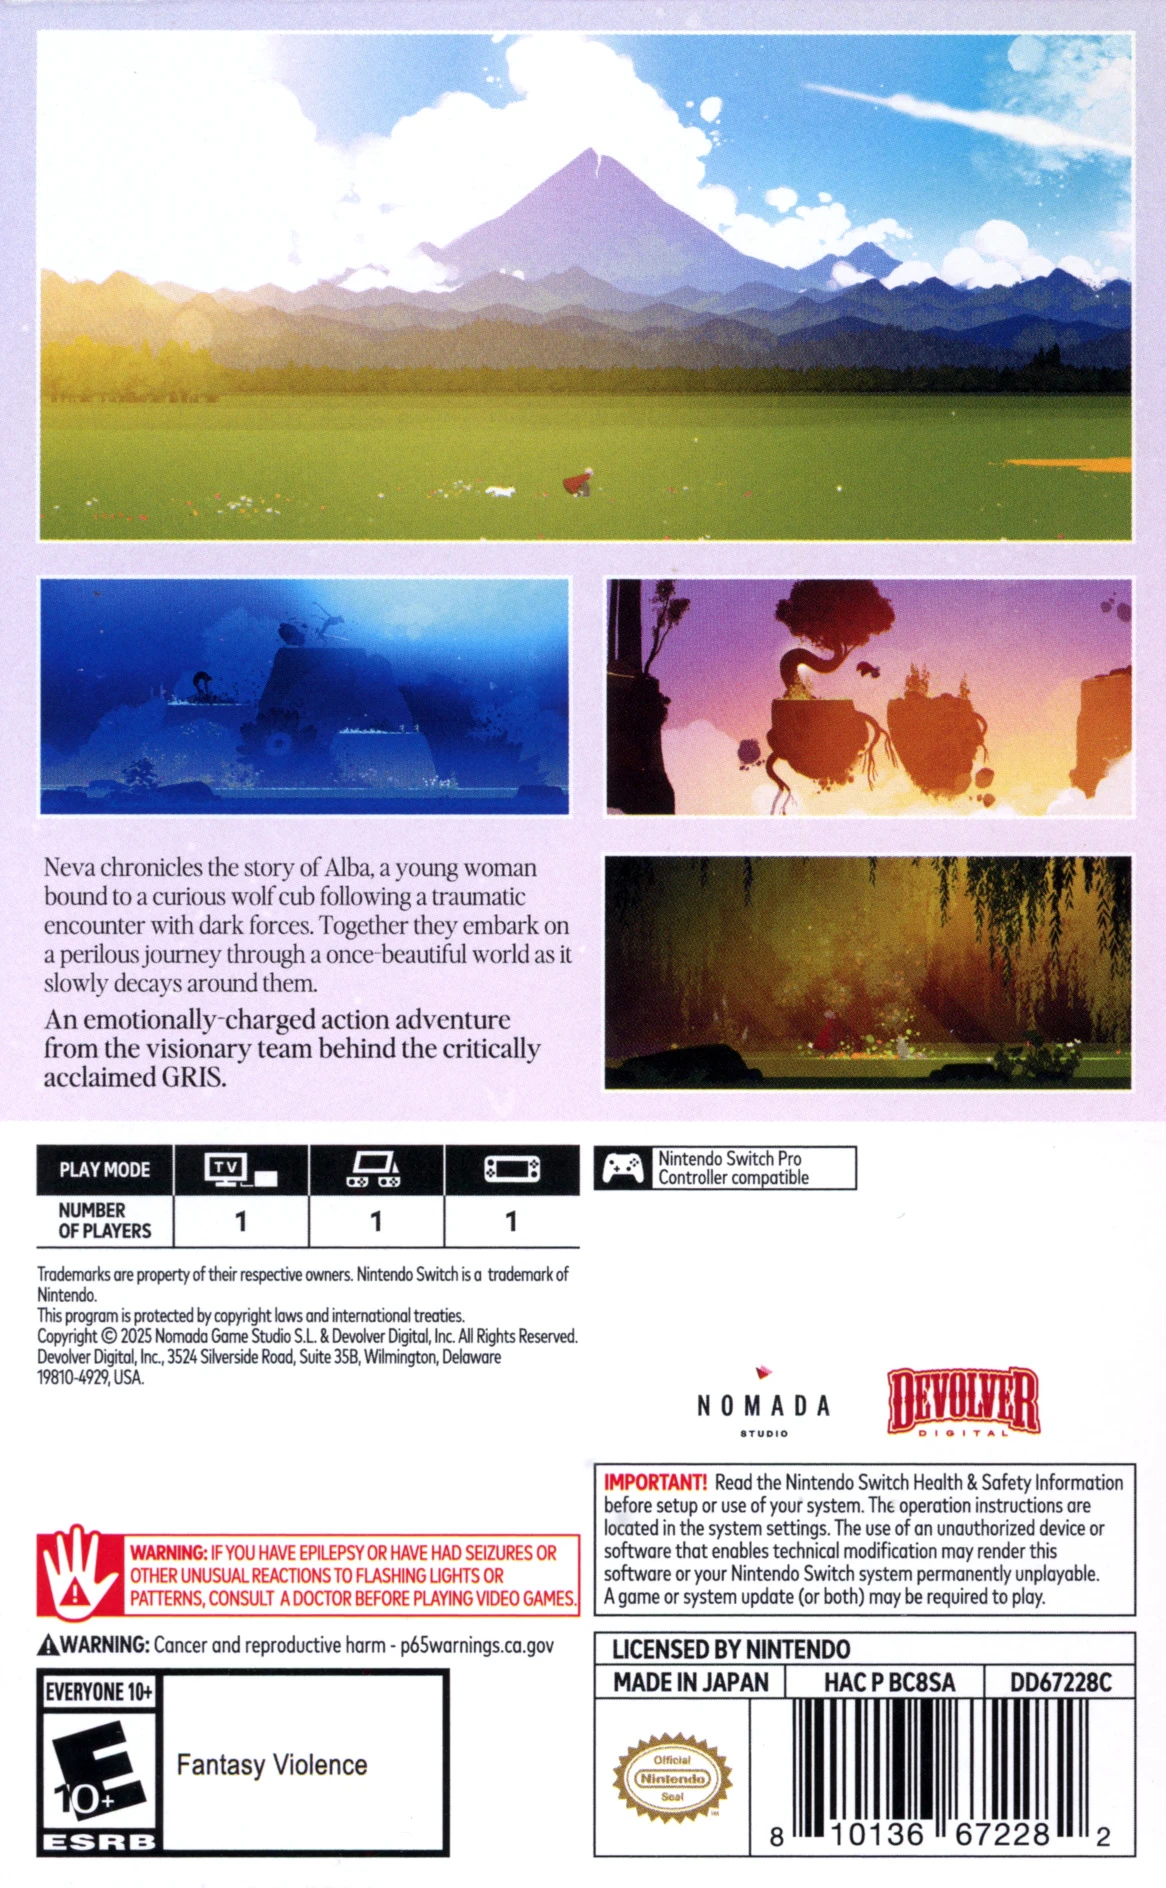 Neva chronicles the story of Alba, a young woman
bound to a curious wolf cub following a traumatic
encounter with dark forces. Together they embark on
a perilous journey through a once-beautiful world as it
slowly decays around them.
An emotionally-charged action adventure
from the visionary team behind the critically
acclaimed GRIS.
PLAY MODE
TV
NUMBER
OF PLAYERS
1 1 1
Nintendo Switch Pro
Controller compatible
Trademarks are property of their respective owners. Nintendo Switch is a trademark of
Nintendo.
This program is protected by copyright laws and international treaties.
Copyright © 2025 Nomada Game Studio S.L. & Devolver Digital, Inc. All Rights Reserved.
Devolver Digital, Inc., 3524 Silverside Road, Suite 35B, Wilmington, Delaware
19810-4929, USA.
NOMADA
STUDIO
DEVOLVER
DIGITAL
IMPORTANT! Read the Nintendo Switch Health & Safety Information
before setup or use of your system. The operation instructions are
located in the system settings. The use of an unauthorized device or
software that enables technical modification may render this
software or your Nintendo Switch system permanently unplayable.
A game or system update (or both) may be required to play.
WARNING: IF YOU HAVE EPILEPSY OR HAVE HAD SEIZURES OR
OTHER UNUSUAL REACTIONS TO FLASHING LIGHTS OR
PATTERNS, CONSULT A DOCTOR BEFORE PLAYING VIDEO GAMES.
WARNING: Cancer and reproductive harm - p65warnings.ca.gov
EVERYONE 10+
E
10+
ESRB
Fantasy Violence
LICENSED BY NINTENDO
MADE IN JAPAN HAC P BC8SA DD67228C
Official
Nintendo
Seal
TM
8 10136 67228 2